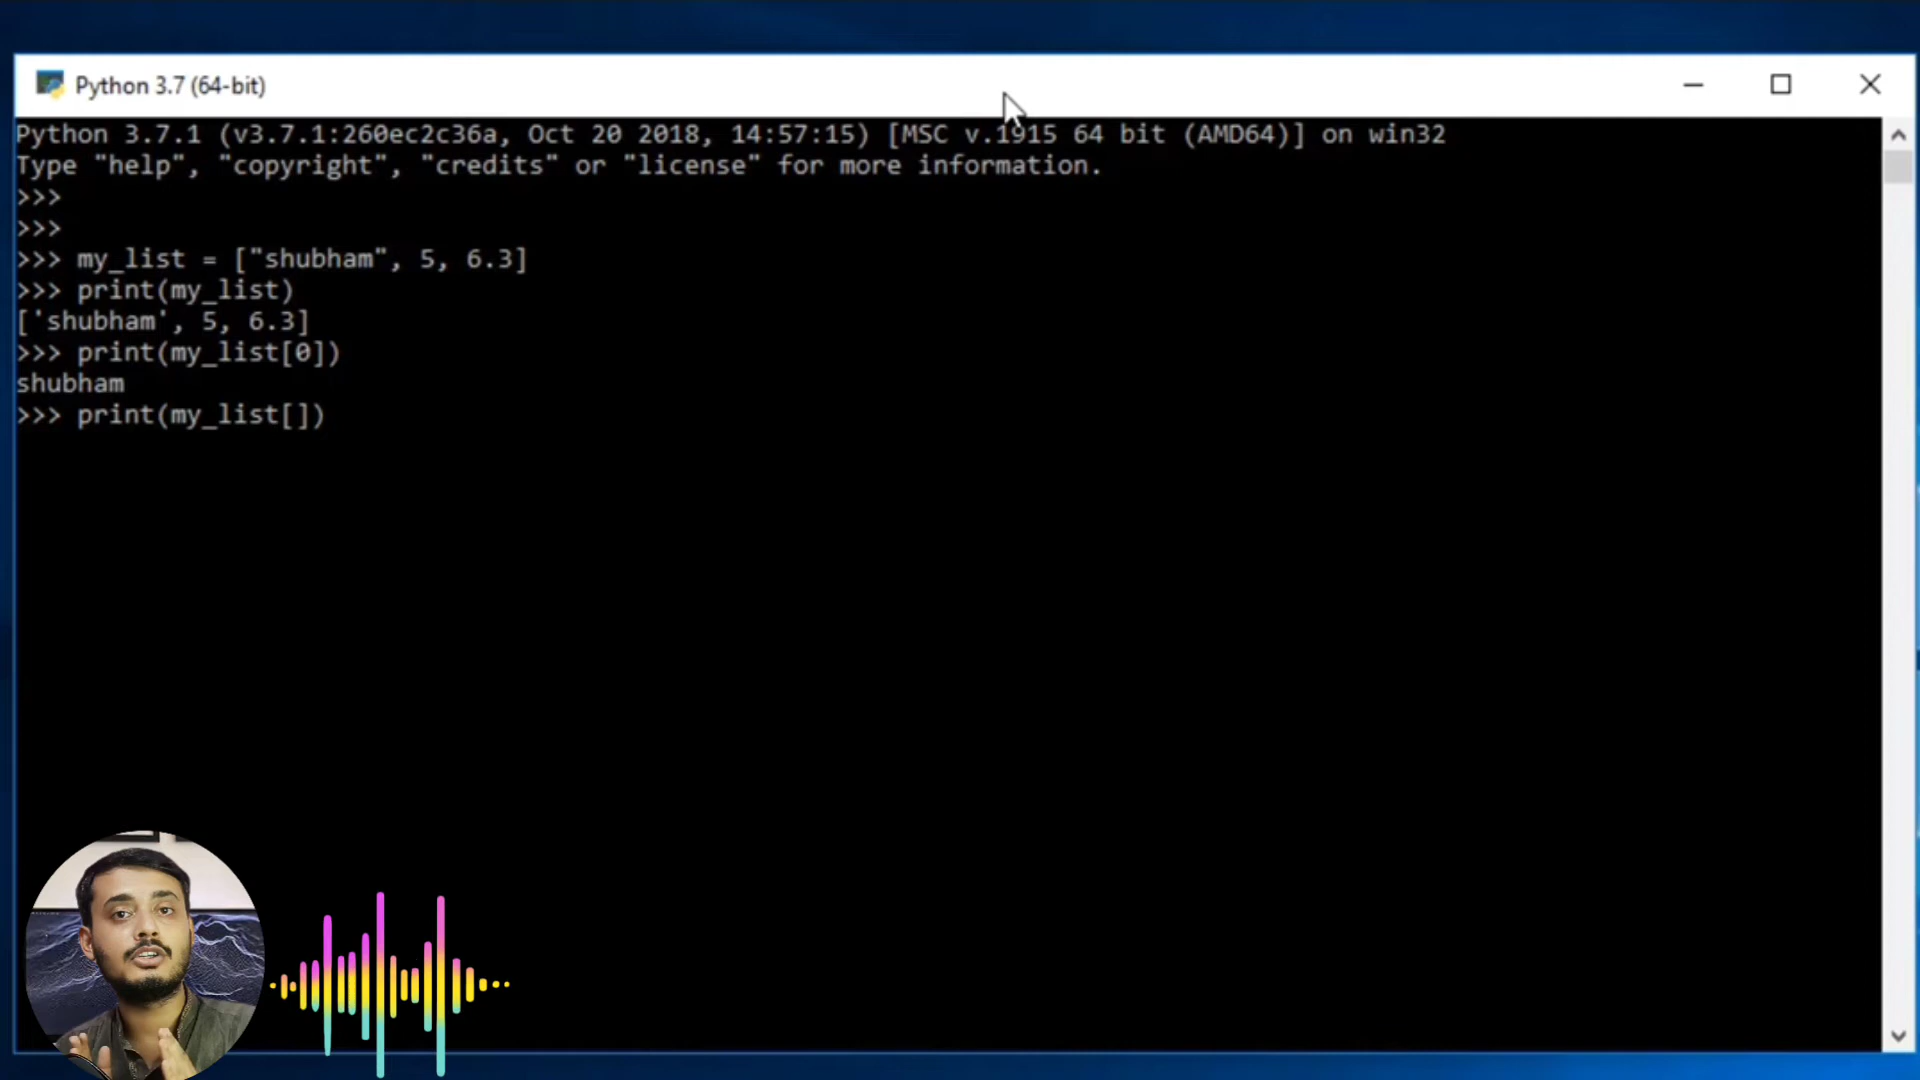 Python 3.7 (64-bit)
Python 3.7.1 (v3.7.1:260ec2c36a, Oct 20 2018, 14:57:15) [MSC v.1915 64 bit (AMD64)] on win32
Type "help", "copyright", "credits" or "license" for more information.
>>>
>>>
>>> my_list = ["shubham", 5, 6.3]
>>> print(my_list)
['shubham', 5, 6.3]
>>> print(my_list[0])
shubham
>>> print(my_list[])